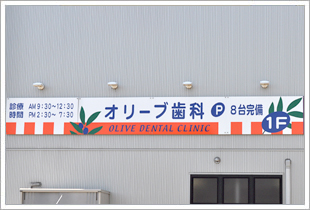 診療時間 AM 9:30~12:30
PM 2:30~7:30
オリーブ歯科 P 8台完備
OLIVE DENTAL CLINIC
1F